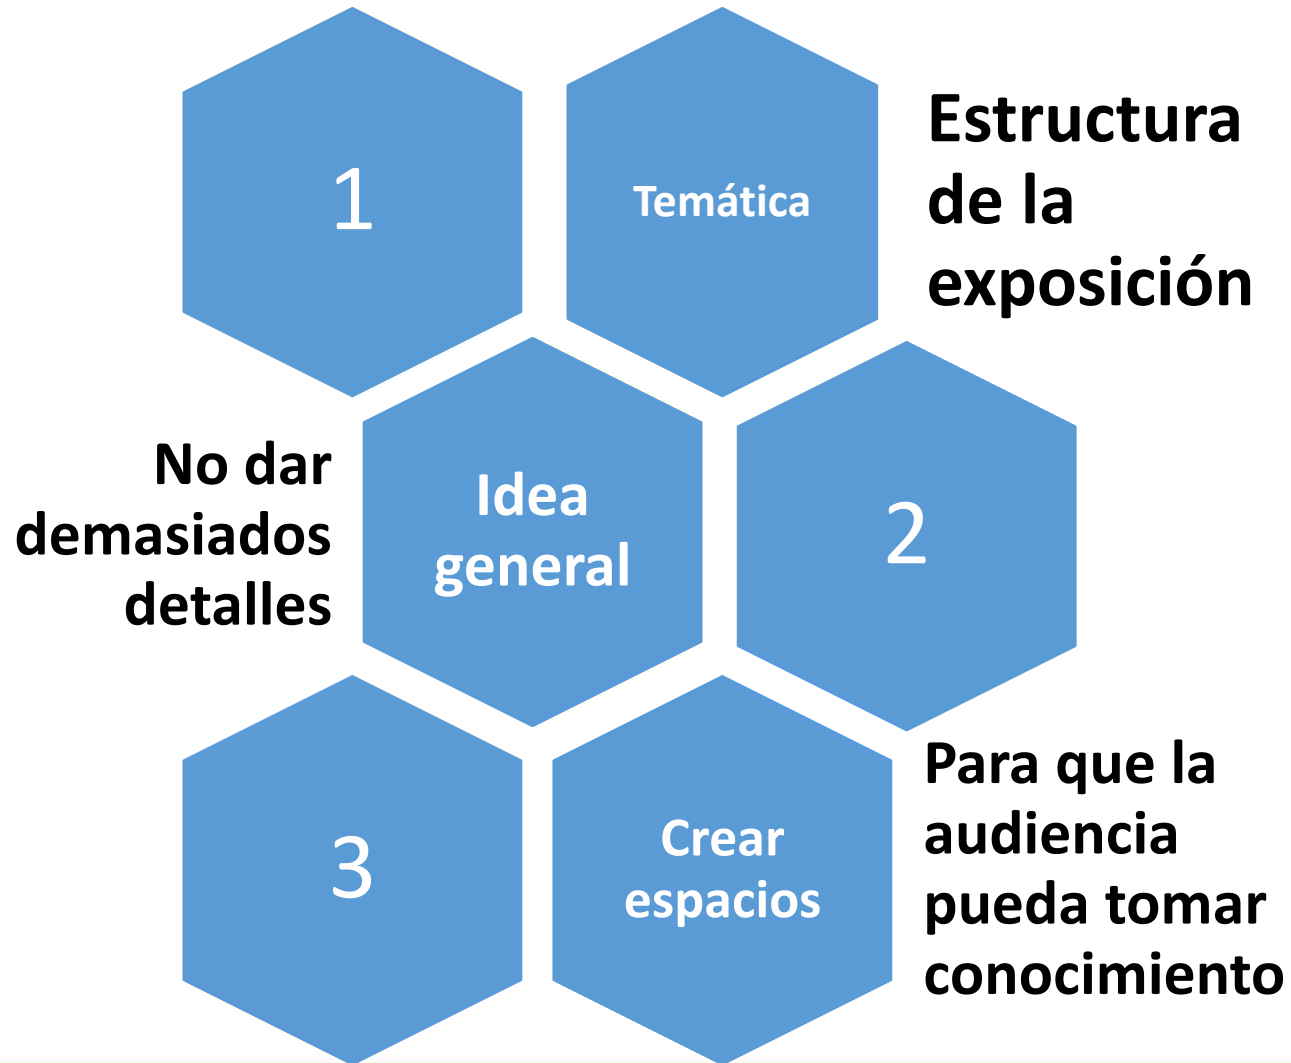 1
Temática
Estructura
de la
exposición
No dar
demasiados
detalles
Idea
general
2
3
Crear
espacios
Para que la
audiencia
pueda tomar
conocimiento